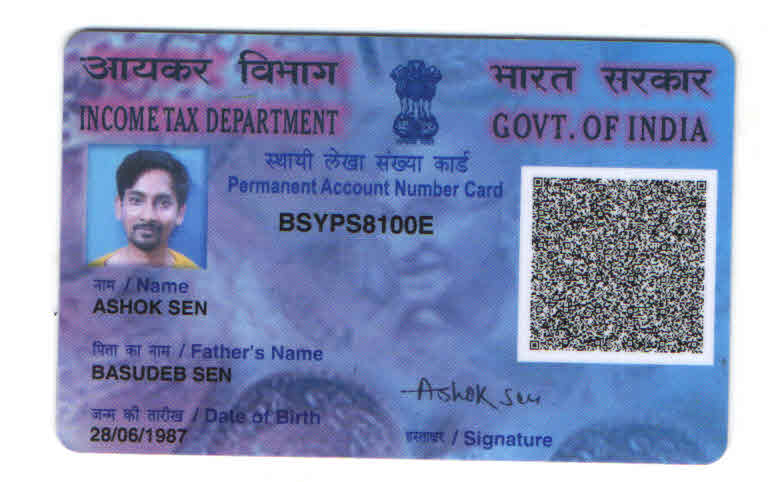 आयकर विभाग
भारत सरकार
INCOME TAX DEPARTMENT
GOVT. OF INDIA
स्थायी लेखा संख्या कार्ड
Permanent Account Number Card
BSYPS8100E
नाम / Name
ASHOK SEN
पिता का नाम / Father's Name
BASUDEB SEN
जन्म की तारीख / Date of Birth
28/06/1987
Ashok sen
हस्ताक्षर / Signature